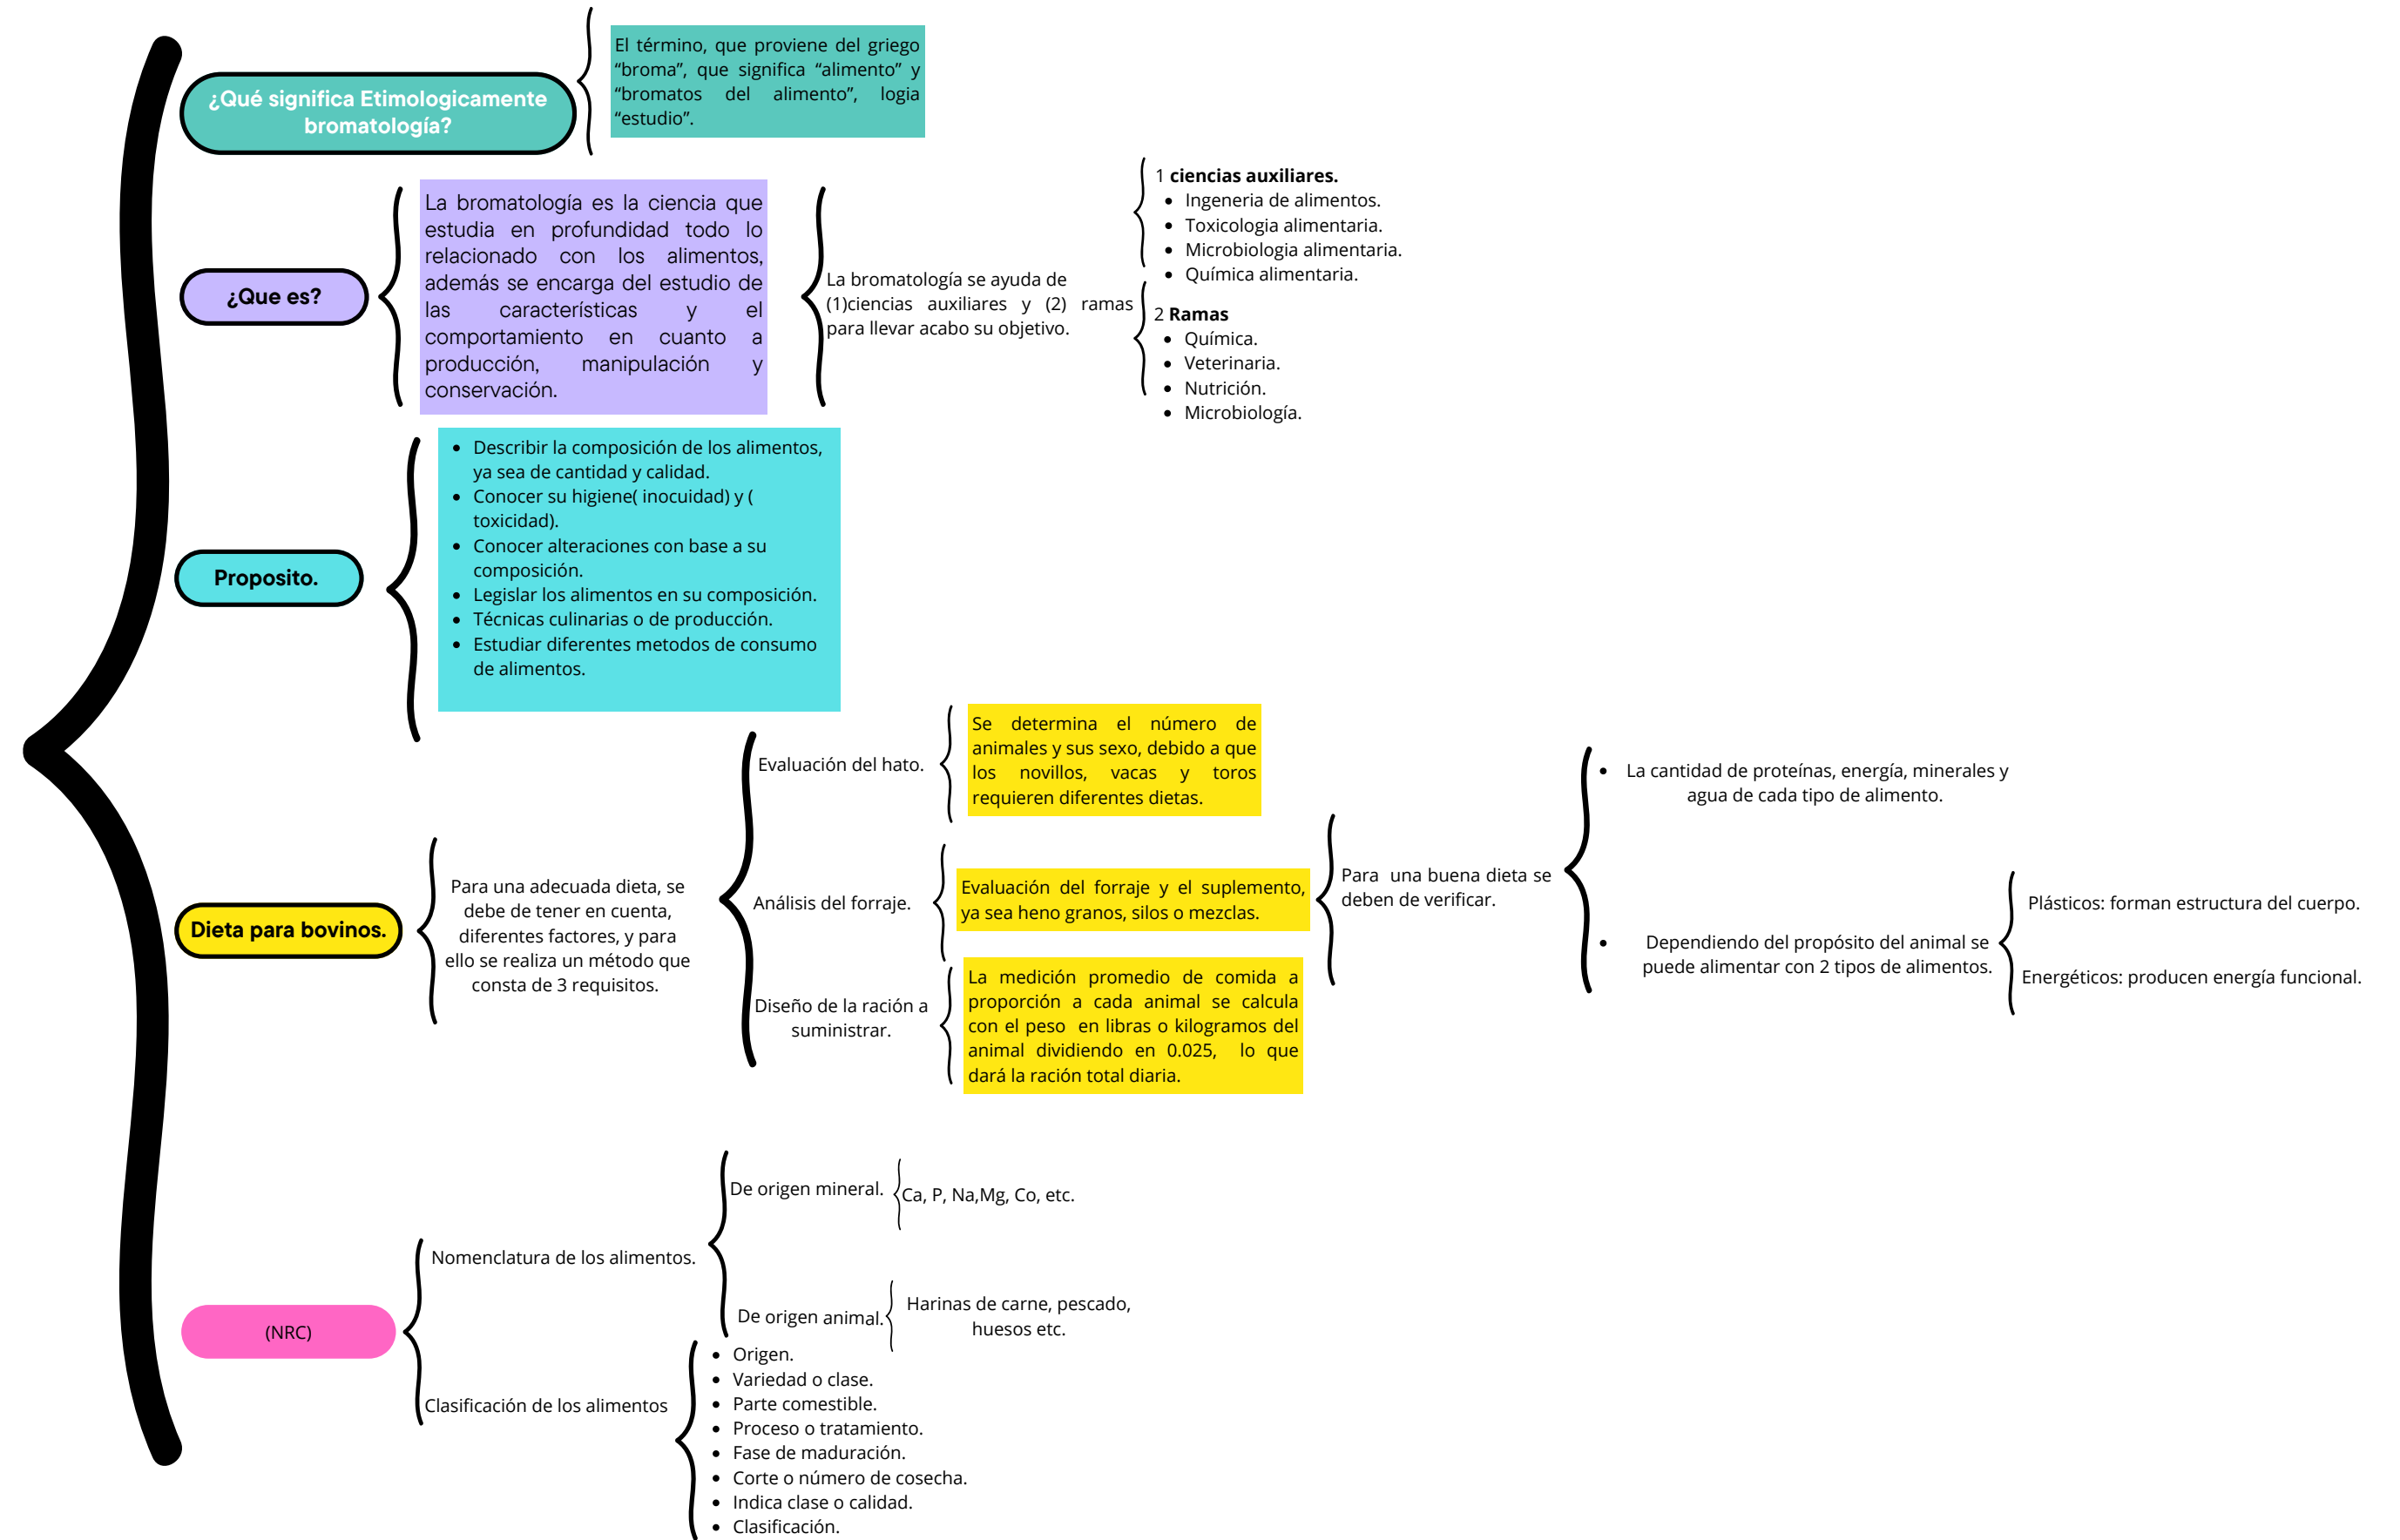 ¿Qué significa Etimologicamente
bromatología?
El término, que proviene del griego
“broma”, que significa “alimento” y
“bromatos del alimento”, logia
“estudio”.
¿Que es?
La bromatología es la ciencia que
estudia en profundidad todo lo
relacionado con los alimentos,
además se encarga del estudio de
las características y el
comportamiento en cuanto a
producción, manipulación y
conservación.
La bromatología se ayuda de
(1)ciencias auxiliares y (2) ramas
para llevar acabo su objetivo.
1 ciencias auxiliares.
• Ingeneria de alimentos.
• Toxicologia alimentaria.
• Microbiologia alimentaria.
• Química alimentaria.
2 Ramas
• Química.
• Veterinaria.
• Nutrición.
• Microbiología.
Proposito.
• Describir la composición de los alimentos,
ya sea de cantidad y calidad.
• Conocer su higiene( inocuidad) y (
toxicidad).
• Conocer alteraciones con base a su
composición.
• Legislar los alimentos en su composición.
• Técnicas culinarias o de producción.
• Estudiar diferentes metodos de consumo
de alimentos.
Dieta para bovinos.
Para una adecuada dieta, se
debe de tener en cuenta,
diferentes factores, y para
ello se realiza un método que
consta de 3 requisitos.
Evaluación del hato.
Se determina el número de
animales y sus sexo, debido a que
los novillos, vacas y toros
requieren diferentes dietas.
Análisis del forraje.
Evaluación del forraje y el suplemento,
ya sea heno granos, silos o mezclas.
Diseño de la ración a
suministrar.
La medición promedio de comida a
proporción a cada animal se calcula
con el peso en libras o kilogramos del
animal dividiendo en 0.025, lo que
dará la ración total diaria.
Para una buena dieta se
deben de verificar.
• La cantidad de proteínas, energía, minerales y
agua de cada tipo de alimento.
• Dependiendo del propósito del animal se
puede alimentar con 2 tipos de alimentos.
Plásticos: forman estructura del cuerpo.
Energéticos: producen energía funcional.
(NRC)
Nomenclatura de los alimentos.
De origen mineral.
Ca, P, Na,Mg, Co, etc.
De origen animal.
Harinas de carne, pescado,
huesos etc.
Clasificación de los alimentos
• Origen.
• Variedad o clase.
• Parte comestible.
• Proceso o tratamiento.
• Fase de maduración.
• Corte o número de cosecha.
• Indica clase o calidad.
• Clasificación.